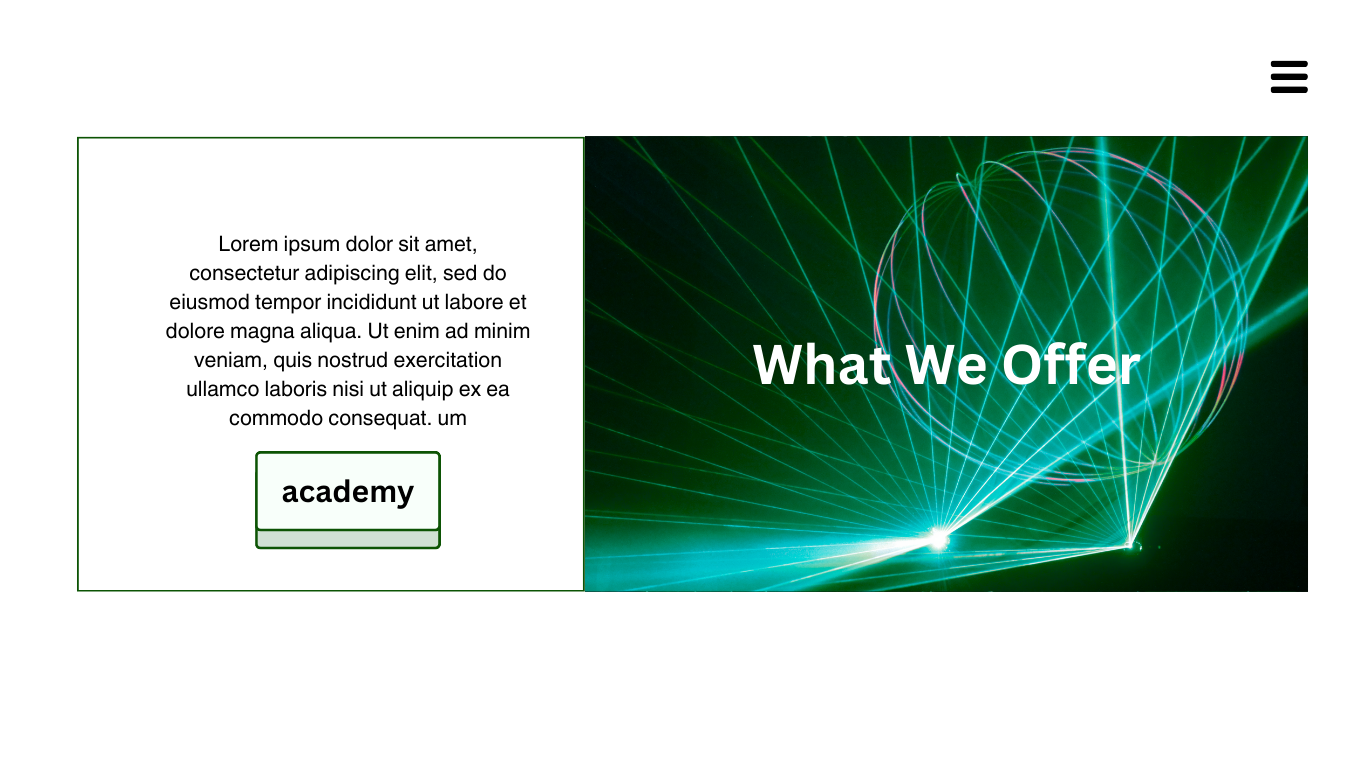 Lorem ipsum dolor sit amet,
consectetur adipiscing elit, sed do
eiusmod tempor incididunt ut labore et
dolore magna aliqua. Ut enim ad minim
veniam, quis nostrud exercitation
ullamco laboris nisi ut aliquip ex ea
commodo consequat. um
academy
What We Offer